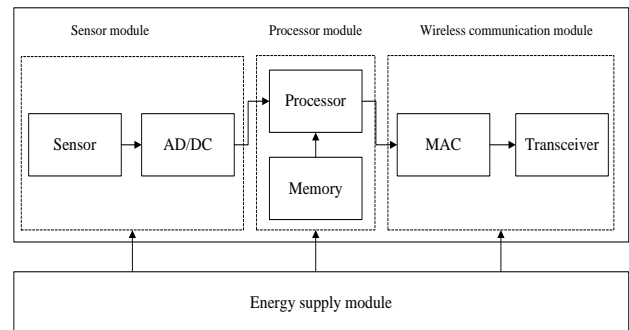 Sensor module
Processor module
Wireless communication module
Sensor
AD/DC
Processor
Memory
MAC
Transceiver
Energy supply module